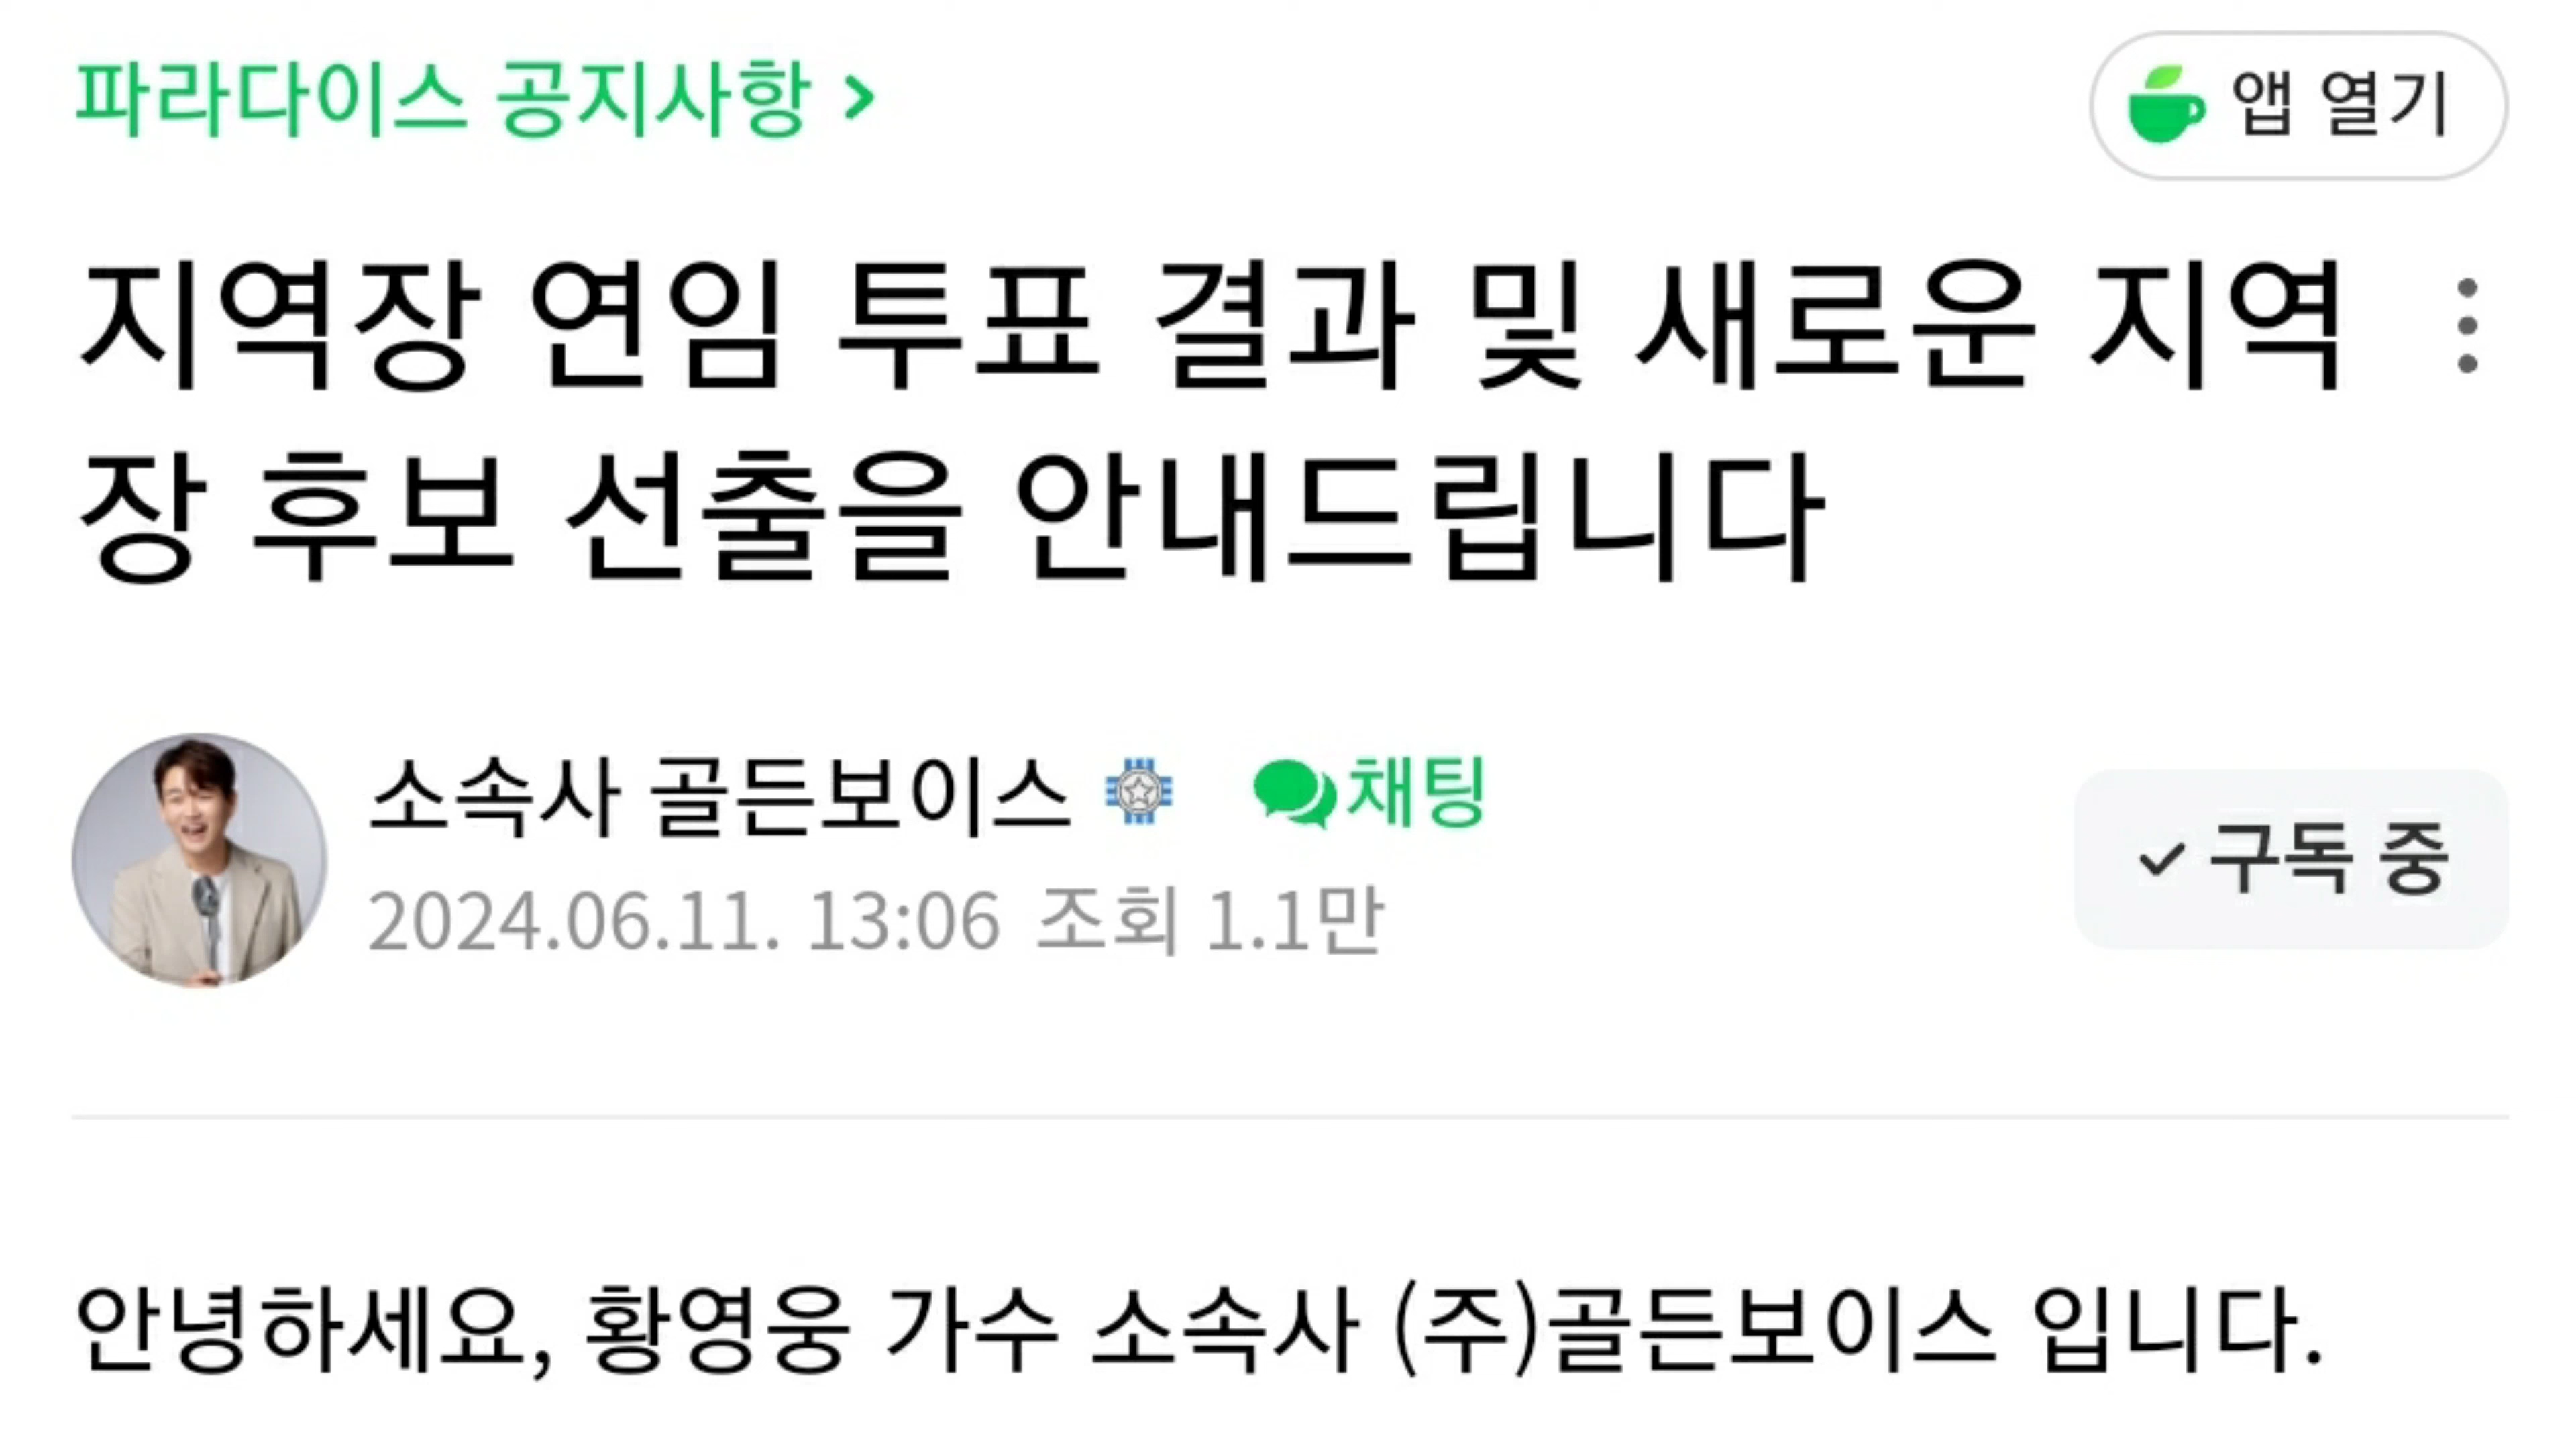 파라다이스 공지사항 >
앱 열기
지역장 연임 투표 결과 및 새로운 지역
장 후보 선출을 안내드립니다
소속사 골든보이스 채팅
2024.06.11. 13:06 조회 1.1만
구독 중
안녕하세요, 황영웅 가수 소속사 (주)골든보이스 입니다.